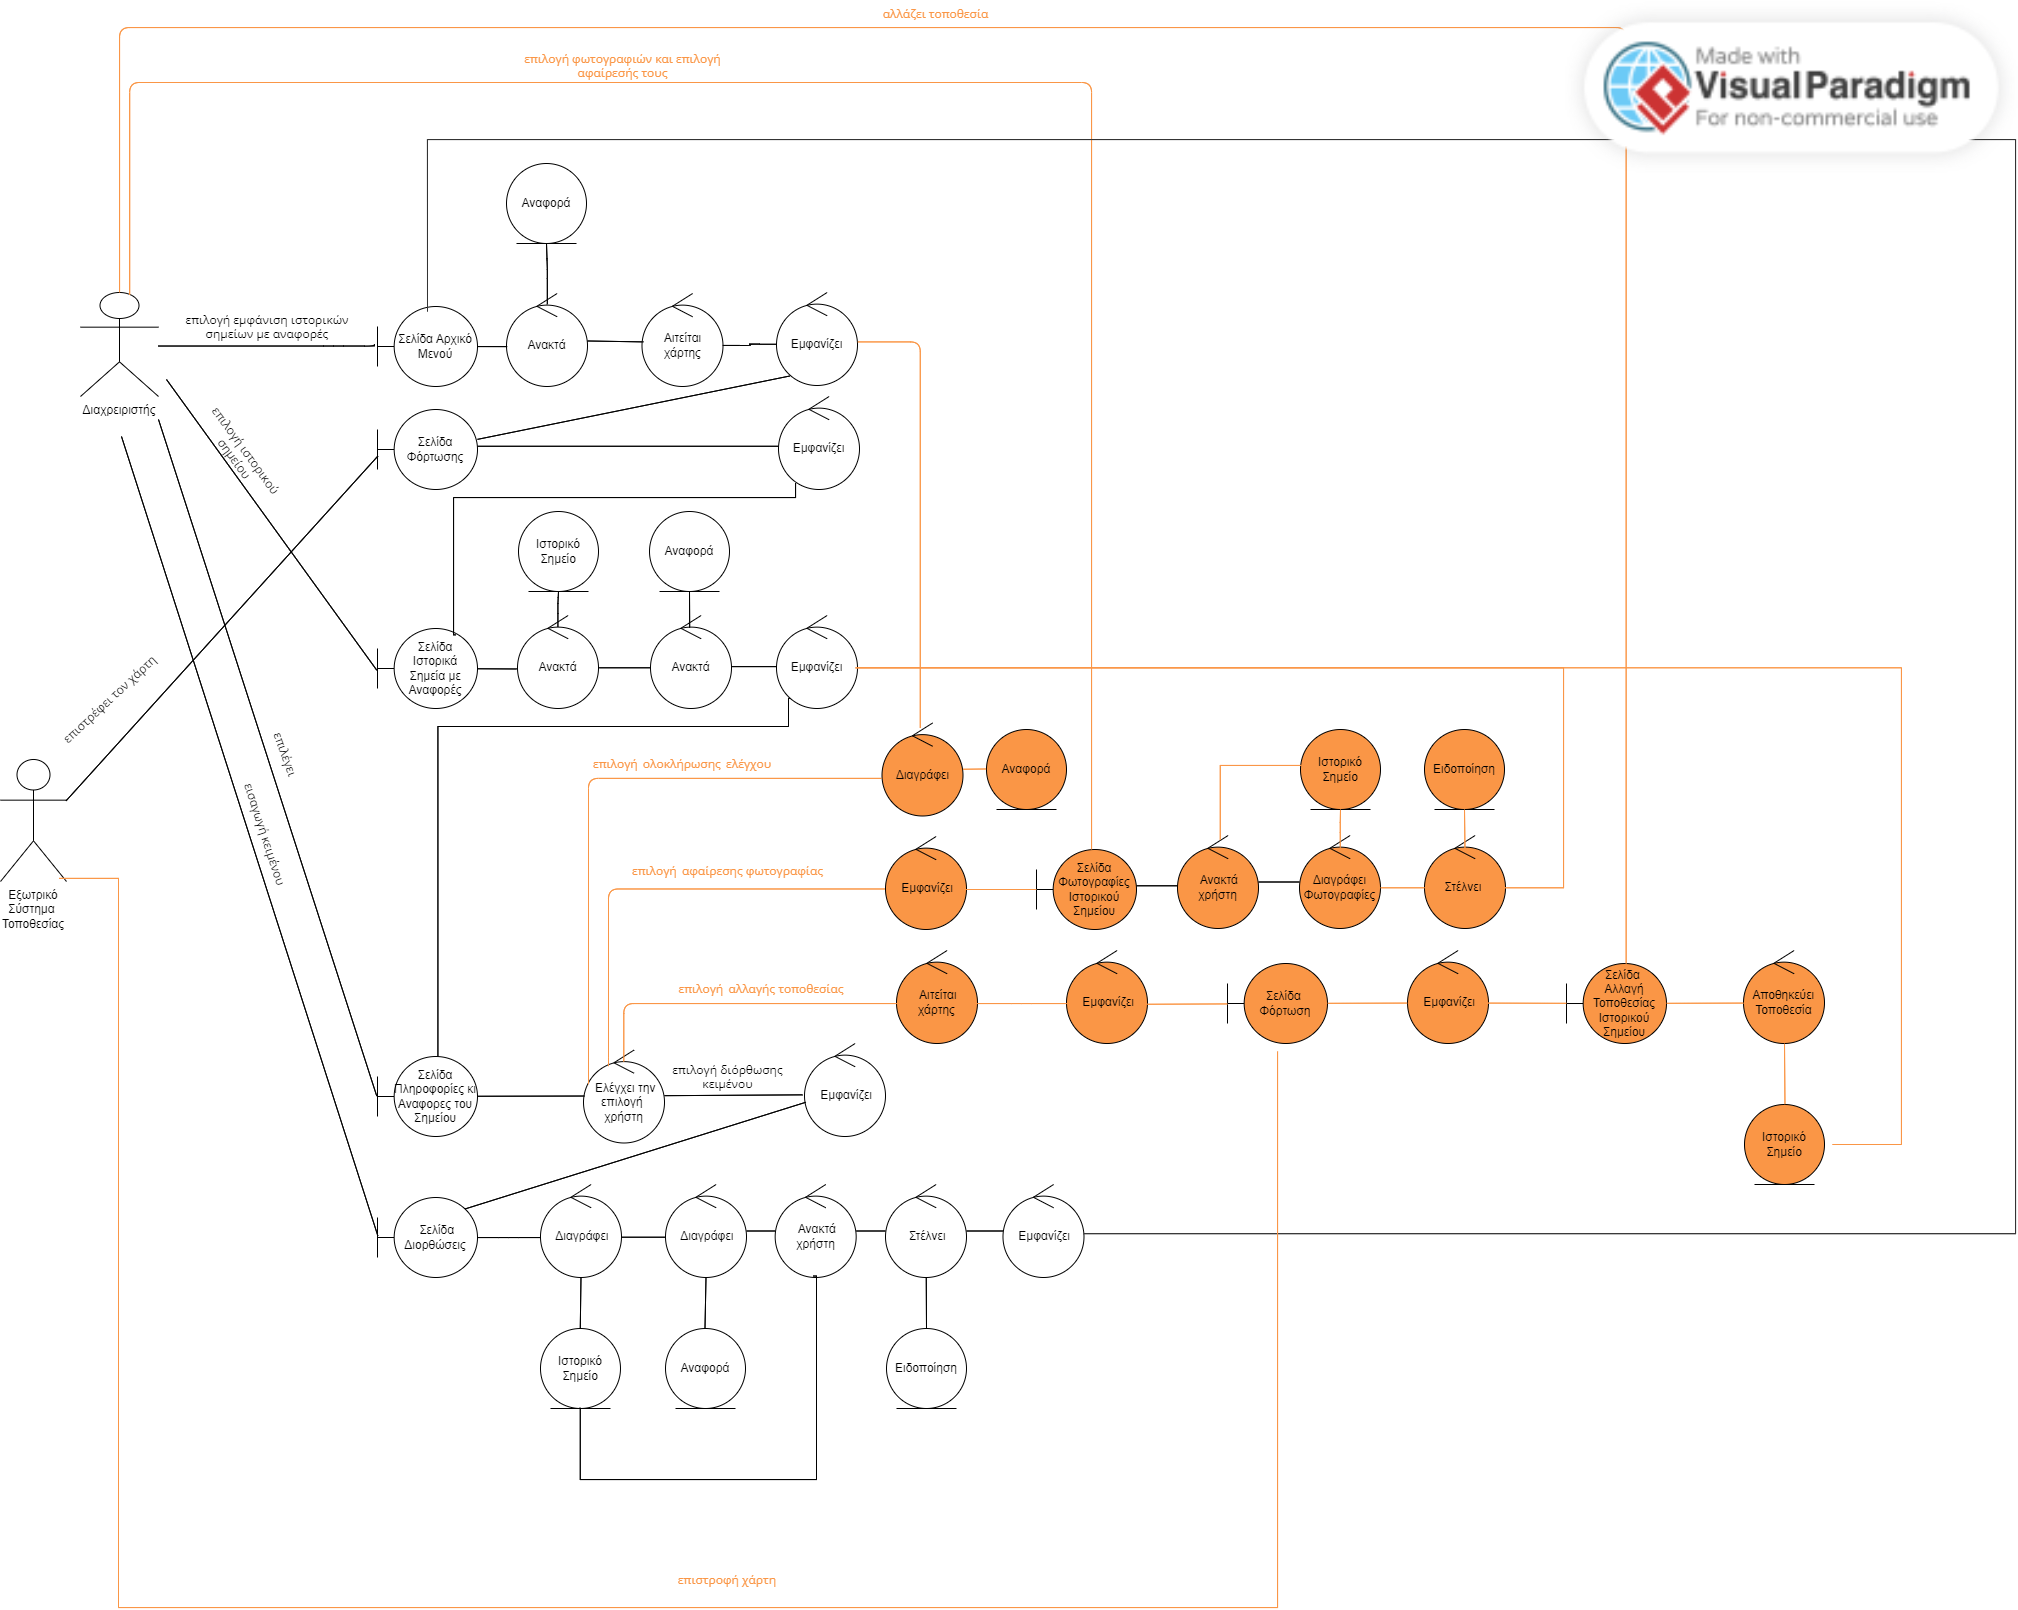 αλλάζει τοποθεσία
επιλογή φωτογραφιών και επιλογή
αφαίρεσής τους
Made with
Visual Paradigm
For non-commercial use
Αναφορά
επιλογή εμφάνιση ιστορικών
σημείων με αναφορές
Σελίδα Αρχικό
Μενού
Ανακτά
Αιτείται
χάρτης
Εμφανίζει
Διαχρειριστής
επιλογή ιστορικού
σημείου
Σελίδα
Φόρτωσης
Εμφανίζει
Ιστορικό
Σημείο
Αναφορά
Σελίδα
Ιστορικά
Σημεία με
Αναφορές
Ανακτά
Ανακτά
Εμφανίζει
επιστρέφει τον χάρτη
επιλέγει
εισαγωγή κειμένου
επιλογή ολοκλήρωσης ελέγχου
Διαγράφει
Αναφορά
Ιστορικό
Σημείο
Ειδοποίηση
Εξωτρικό
Σύστημα
Τοποθεσίας
επιλογή αφαίρεσης φωτογραφίας
Εμφανίζει
Σελίδα
Φωτογραφίες
Ιστορικού
Σημείου
Ανακτά
χρήστη
Διαγράφει
Φωτογραφίες
Στέλνει
επιλογή αλλαγής τοποθεσίας
Αιτείται
χάρτης
Εμφανίζει
Σελίδα
Φόρτωση
Εμφανίζει
Σελίδα
Αλλαγή
Τοποθεσίας
Ιστορικού
Σημείου
Αποθηκεύει
Τοποθεσία
Σελίδα
Πληροφορίες κι
Αναφορες του
Σημείου
Ελέγχει την
επιλογή
χρήστη
επιλογή διόρθωσης
κειμένου
Εμφανίζει
Ιστορικό
Σημείο
Σελίδα
Διορθώσεις
Διαγράφει
Διαγράφει
Ανακτά
χρήστη
Στέλνει
Εμφανίζει
Ιστορικό
Σημείο
Αναφορά
Ειδοποίηση
επιστροφή χάρτη